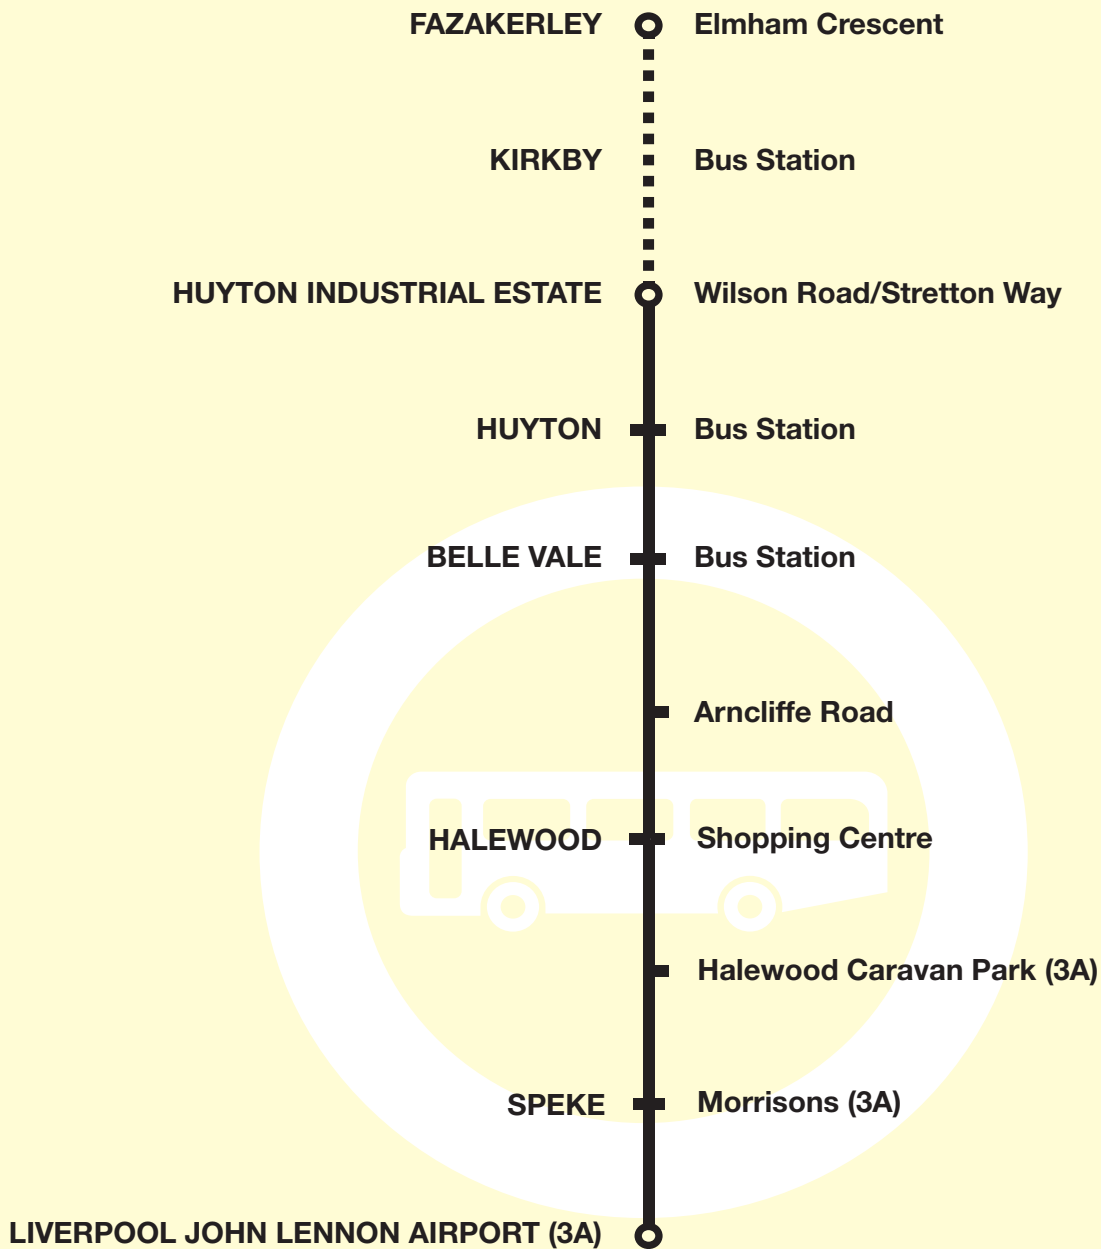 FAZAKERLEY Elmham Crescent
KIRKBY Bus Station
HUYTON INDUSTRIAL ESTATE Wilson Road/Stretton Way
HUYTON Bus Station
BELLE VALE Bus Station
Arncliffe Road
HALEWOOD Shopping Centre
Halewood Caravan Park (3A)
SPEKE Morrisons (3A)
LIVERPOOL JOHN LENNON AIRPORT (3A)